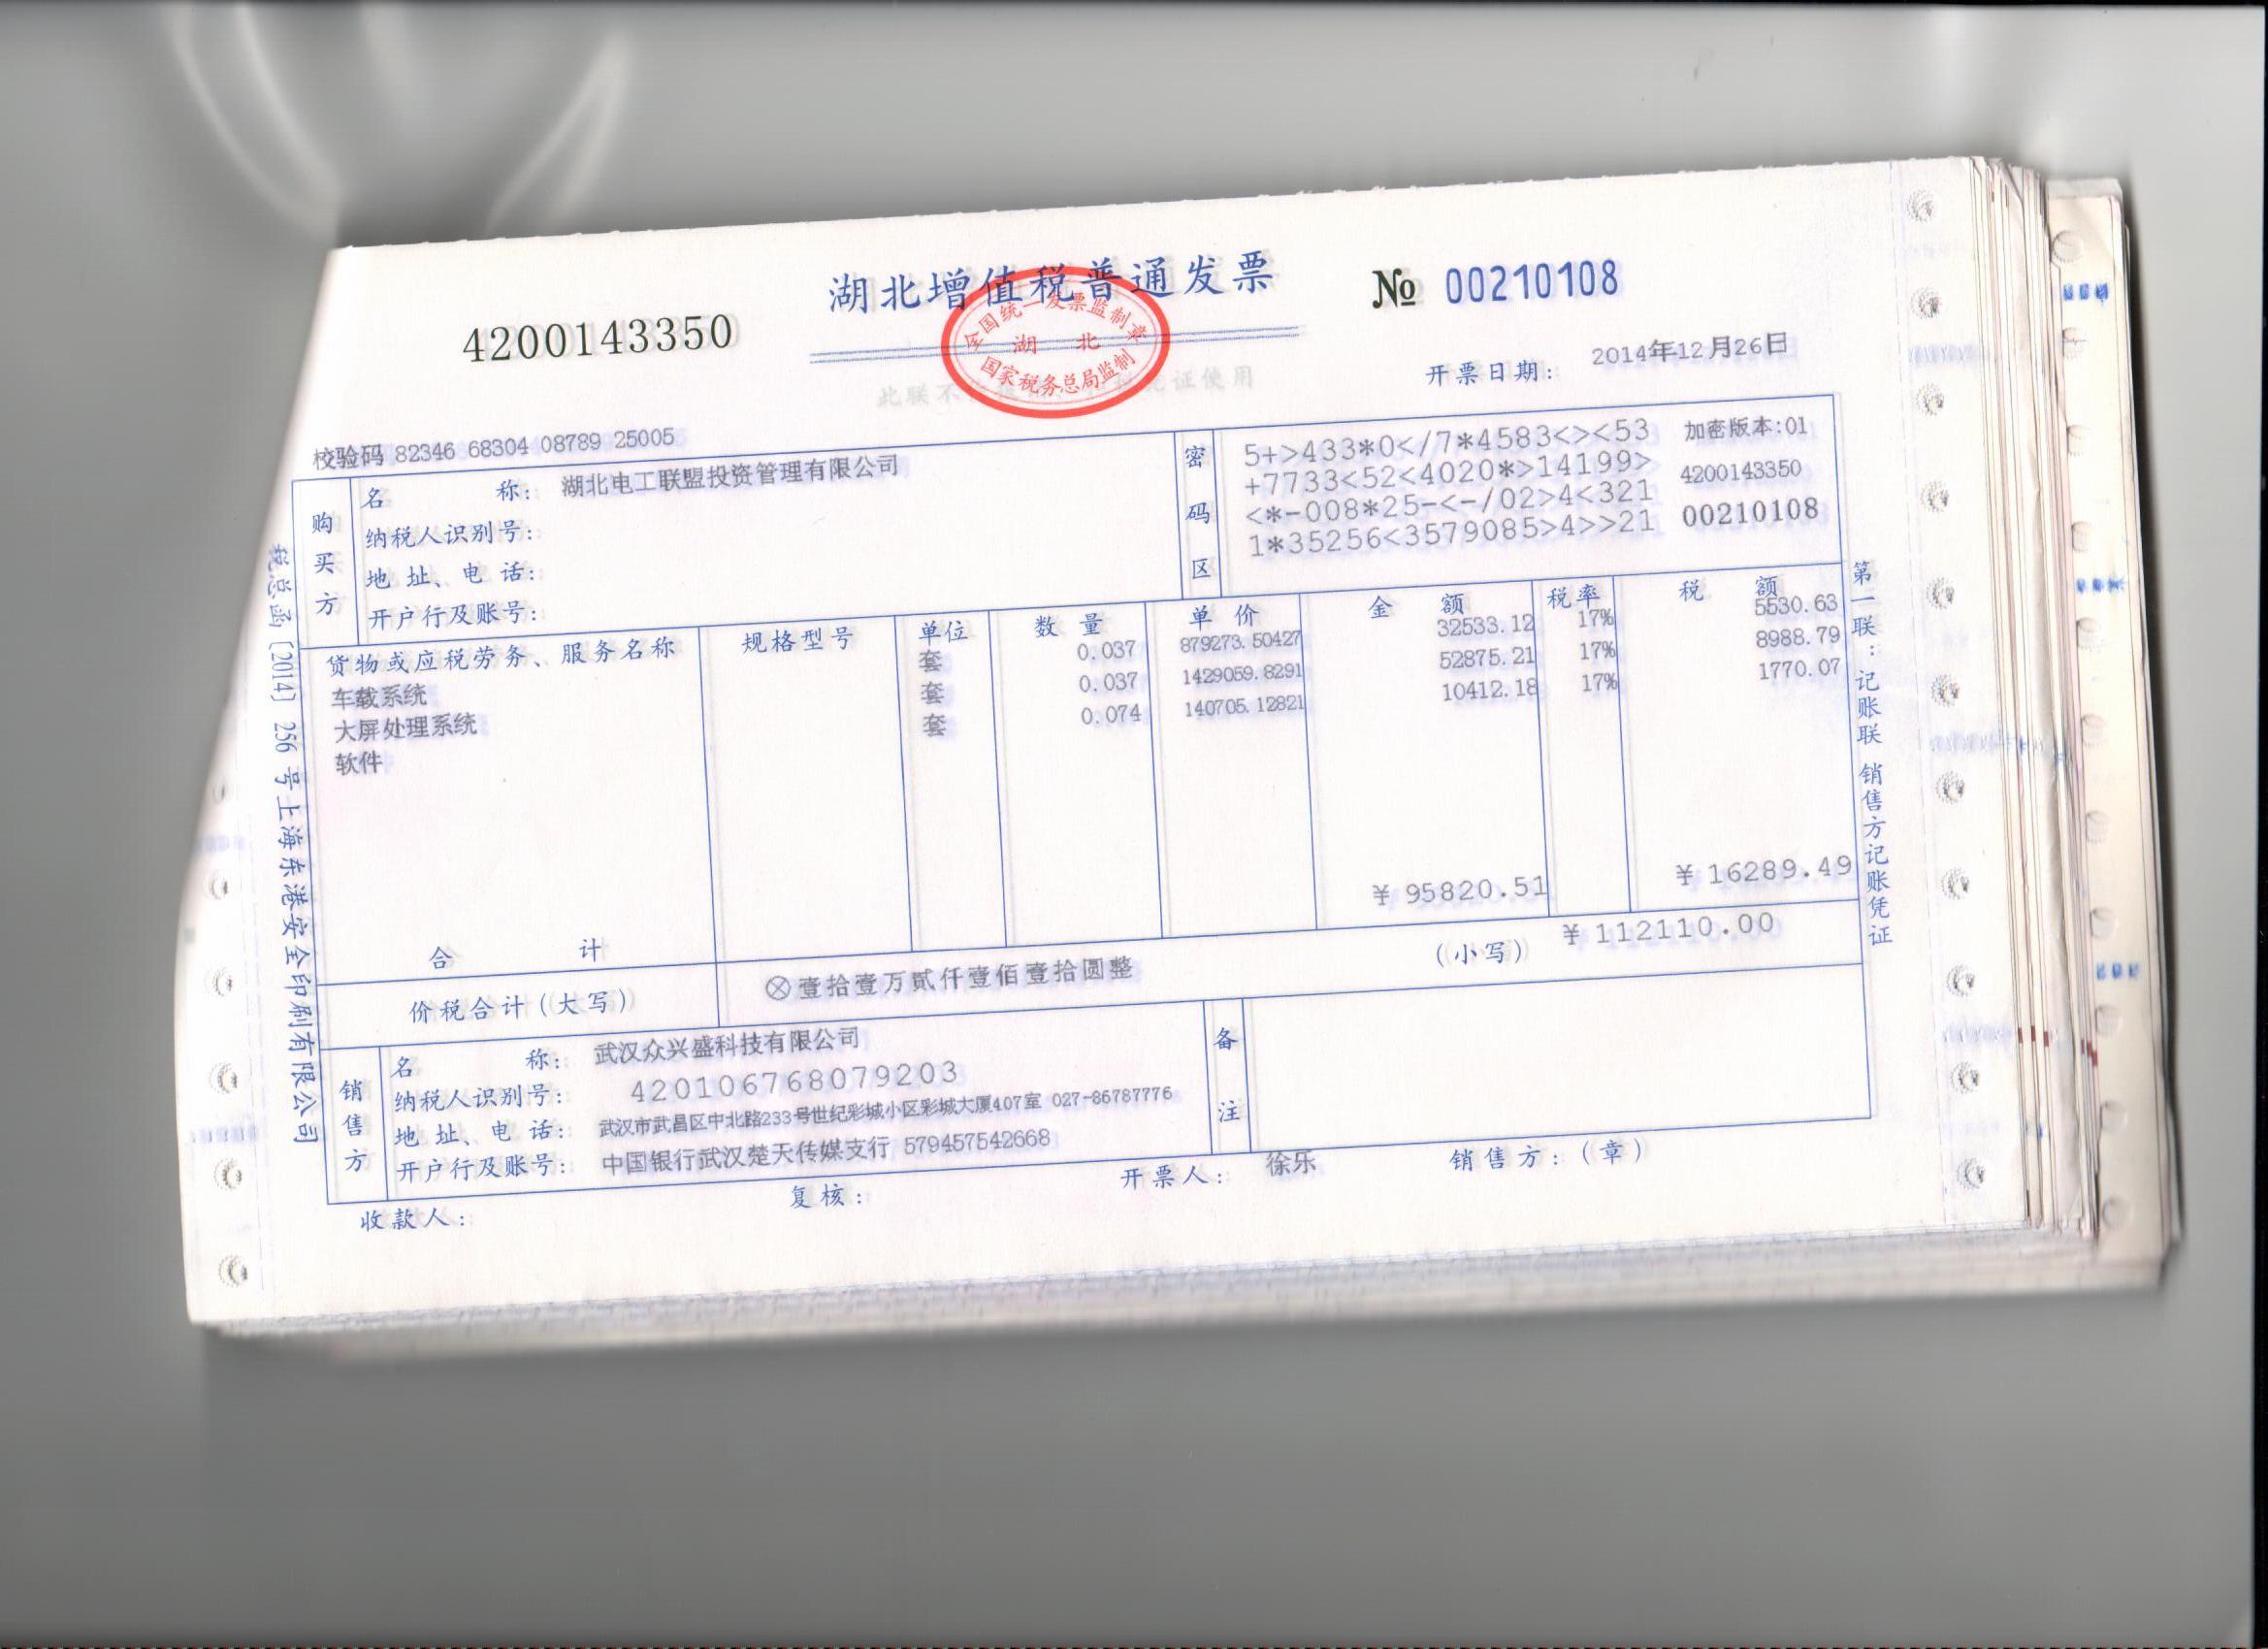 湖北增值税普通发票
№ 00210108
4200143350
全国统一发票监制章
湖 北
国家税务总局监制
开票日期: 2014年12月26日
校验码 82346 68304 08789 25005
购买方
名 称: 湖北电工联盟投资管理有限公司
纳税人识别号:
地 址、电 话:
开户行及账号:
密码区
5+>433*0</7*4583<><53 加密版本:01
+7733<52<4020*>14199> 4200143350
<*-008*25-<-/02>4<321 00210108
1*35256<3579085>4>>21
货物或应税劳务、服务名称 规格型号 单位 数 量 单 价 金 额 税率 税 额
车载系统 套 0.037 879273.50427 32533.12 17% 5530.63
大屏处理系统 套 0.037 1429059.8291 52875.21 17% 8988.79
软件 套 0.074 140705.12821 10412.18 17% 1770.07
合 计 ¥95820.51 ¥16289.49
价税合计(大写) ⊗壹拾壹万贰仟壹佰壹拾圆整 (小写) ¥112110.00
销售方
名 称: 武汉众兴盛科技有限公司
纳税人识别号: 420106768079203
地 址、电 话: 武汉市武昌区中北路233号世纪彩城小区彩城大厦407室 027-86787776
开户行及账号: 中国银行武汉楚天传媒支行 579457542668
备注
收款人: 复核: 开票人: 徐乐 销售方:(章)
税总函[2014] 256 号上海东港安全印刷有限公司
第一联:记账联 销售方记账凭证